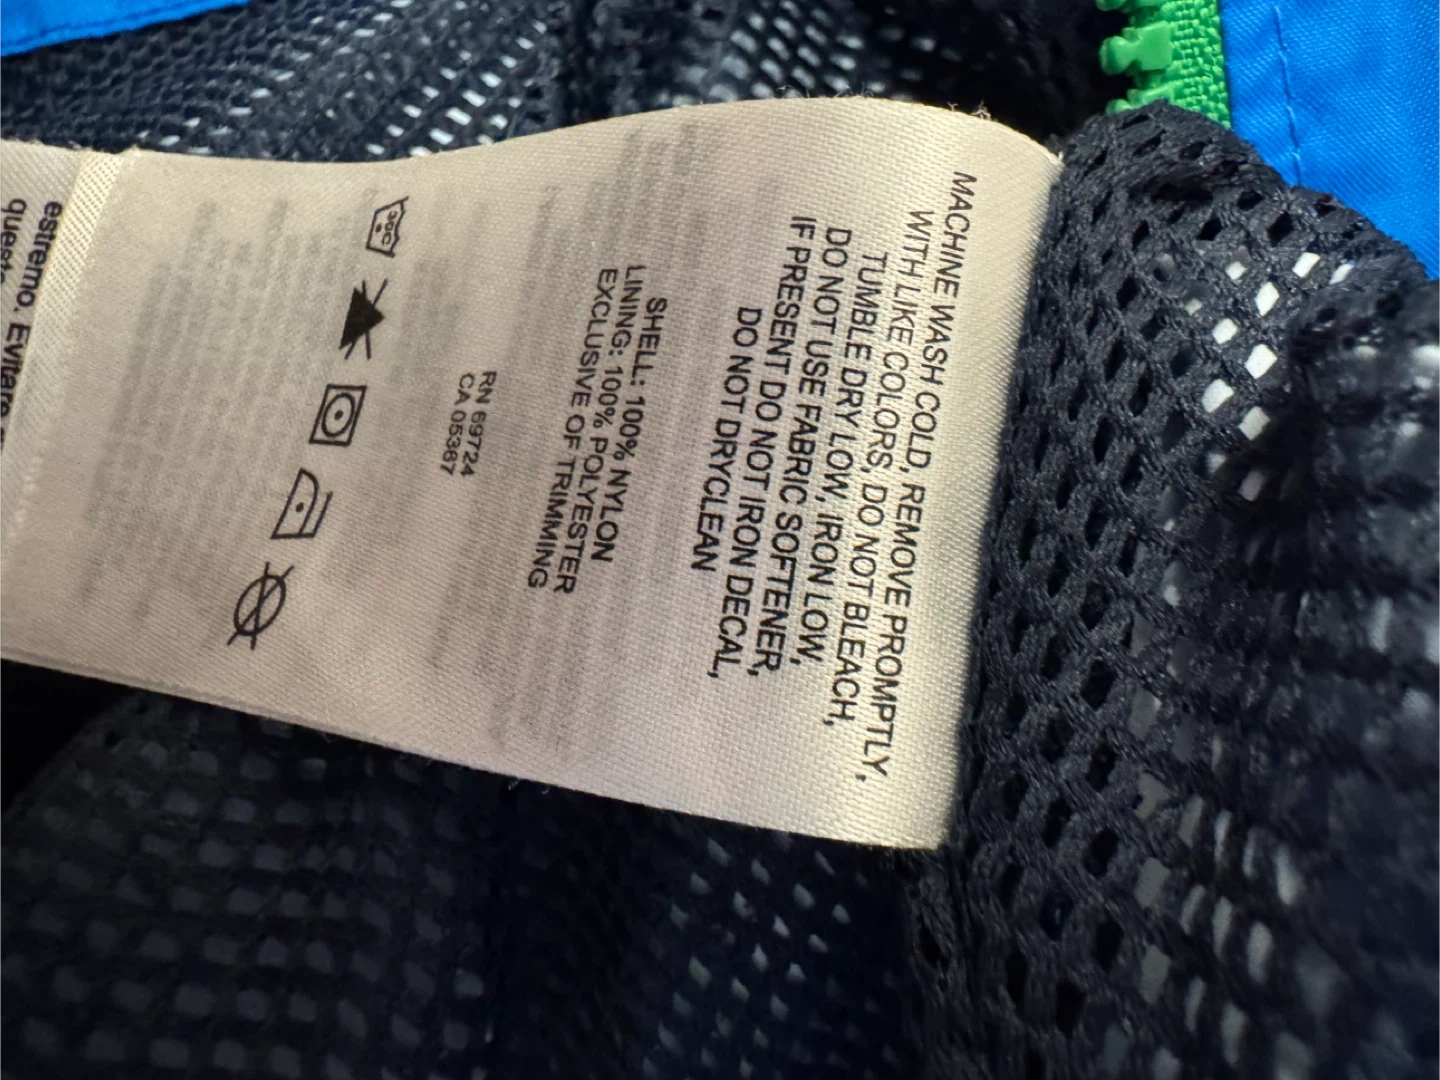 MACHINE WASH COLD, REMOVE PROMPTLY,
WITH LIKE COLORS, DO NOT BLEACH,
TUMBLE DRY LOW, IRON LOW,
DO NOT USE FABRIC SOFTENER,
IF PRESENT DO NOT IRON DECAL,
DO NOT DRYCLEAN
SHELL: 100% NYLON
LINING: 100% POLYESTER
EXCLUSIVE OF TRIMMING
RN 69724
CA 05367
30C
estremo. Evitare